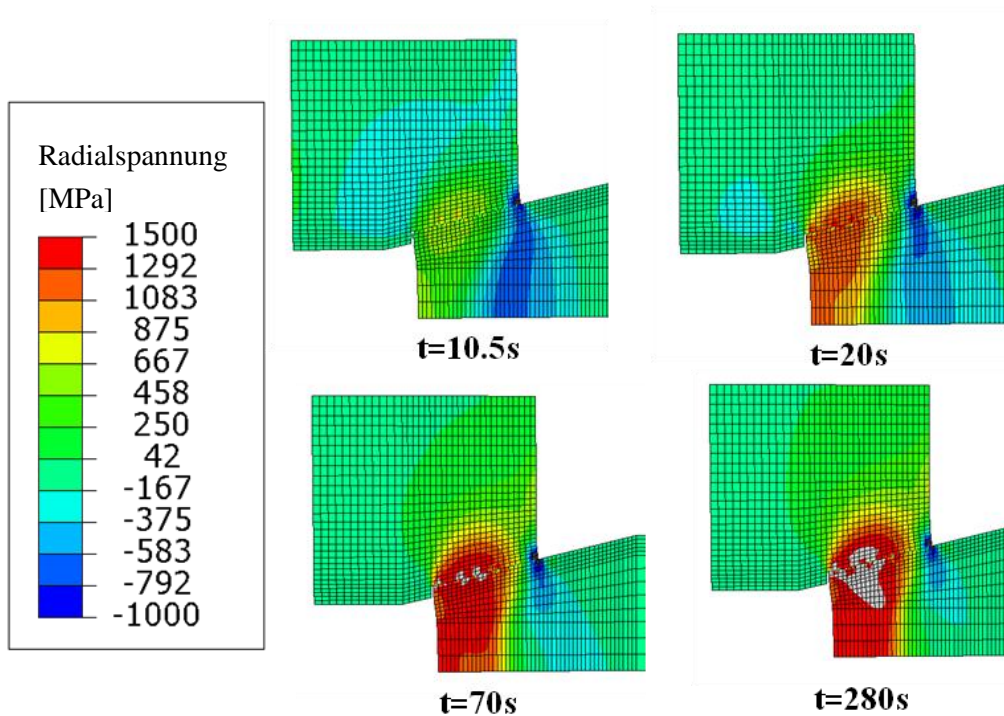 Radialspannung
[MPa]
1500
1292
1083
875
667
458
250
42
-167
-375
-583
-792
-1000
t=10.5s
t=20s
t=70s
t=280s